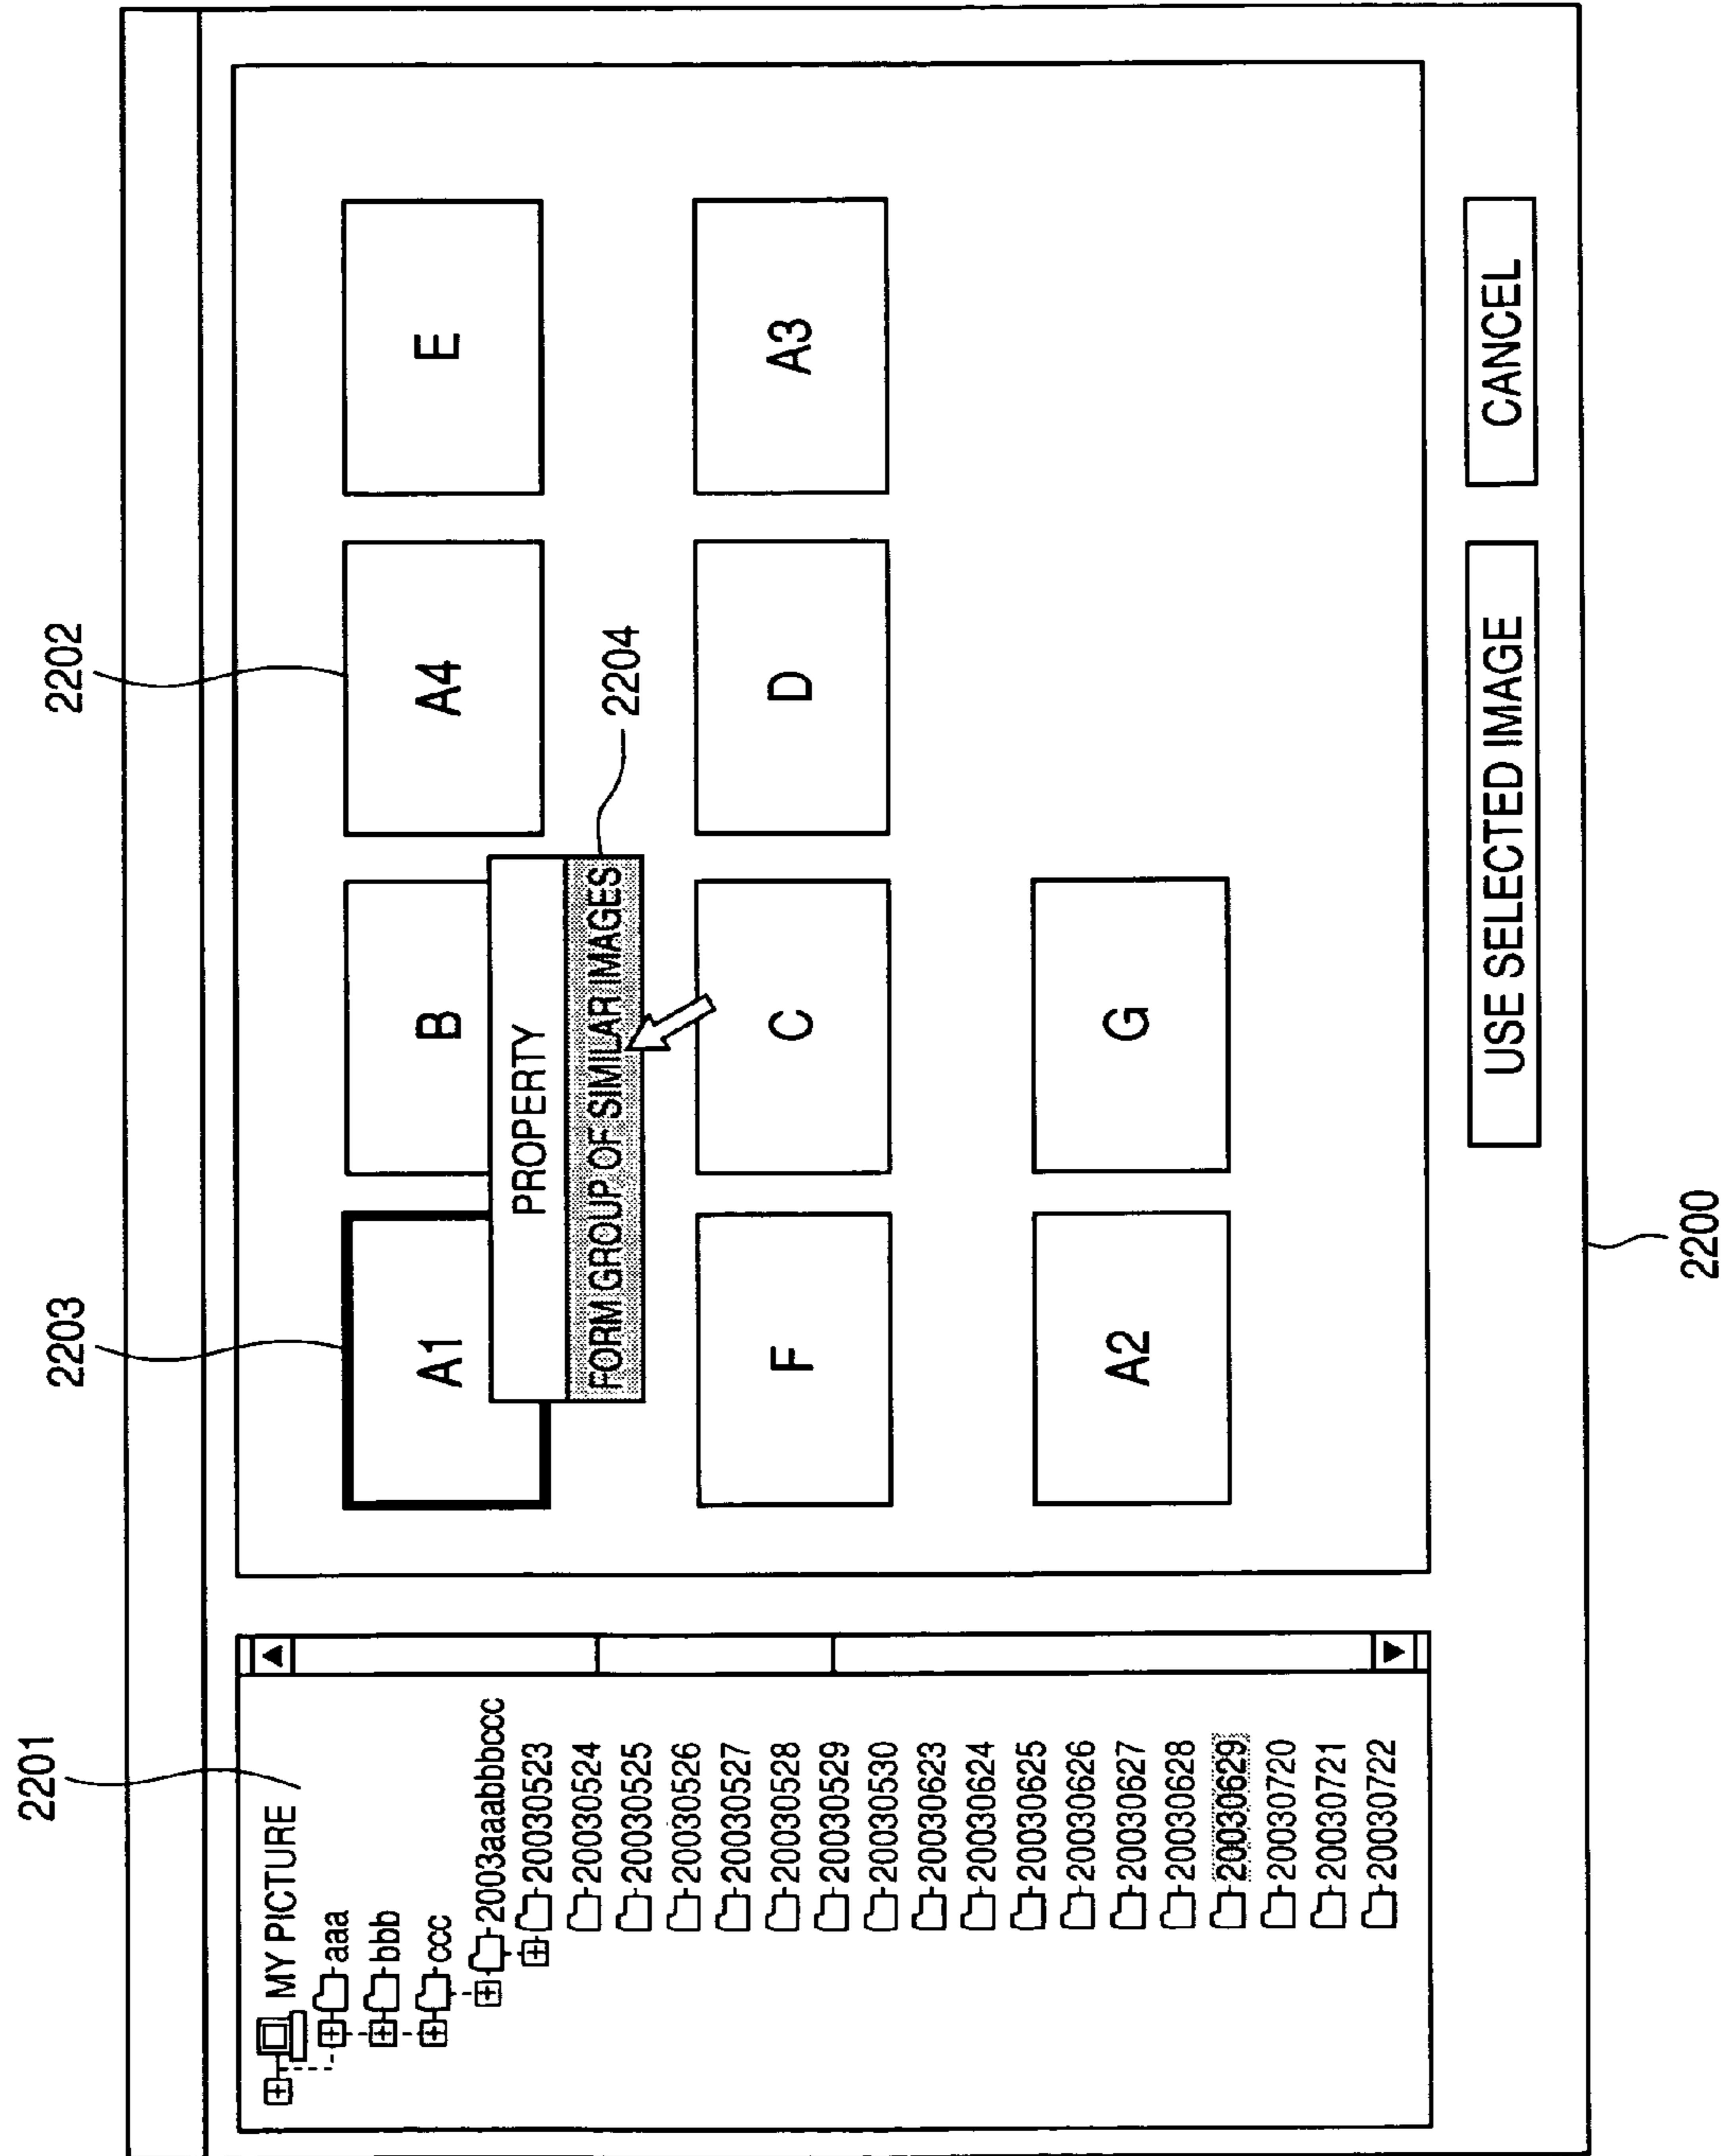 2201
2203
2202
MY PICTURE
aaa
bbb
ccc
2003aaabbbccc
20030523
20030524
20030525
20030526
20030527
20030528
20030529
20030530
20030623
20030624
20030625
20030626
20030627
20030628
20030629
20030720
20030721
20030722
A1
B
A4
E
PROPERTY
FORM GROUP OF SIMILAR IMAGES
2204
F
C
D
A3
A2
G
USE SELECTED IMAGE
CANCEL
2200